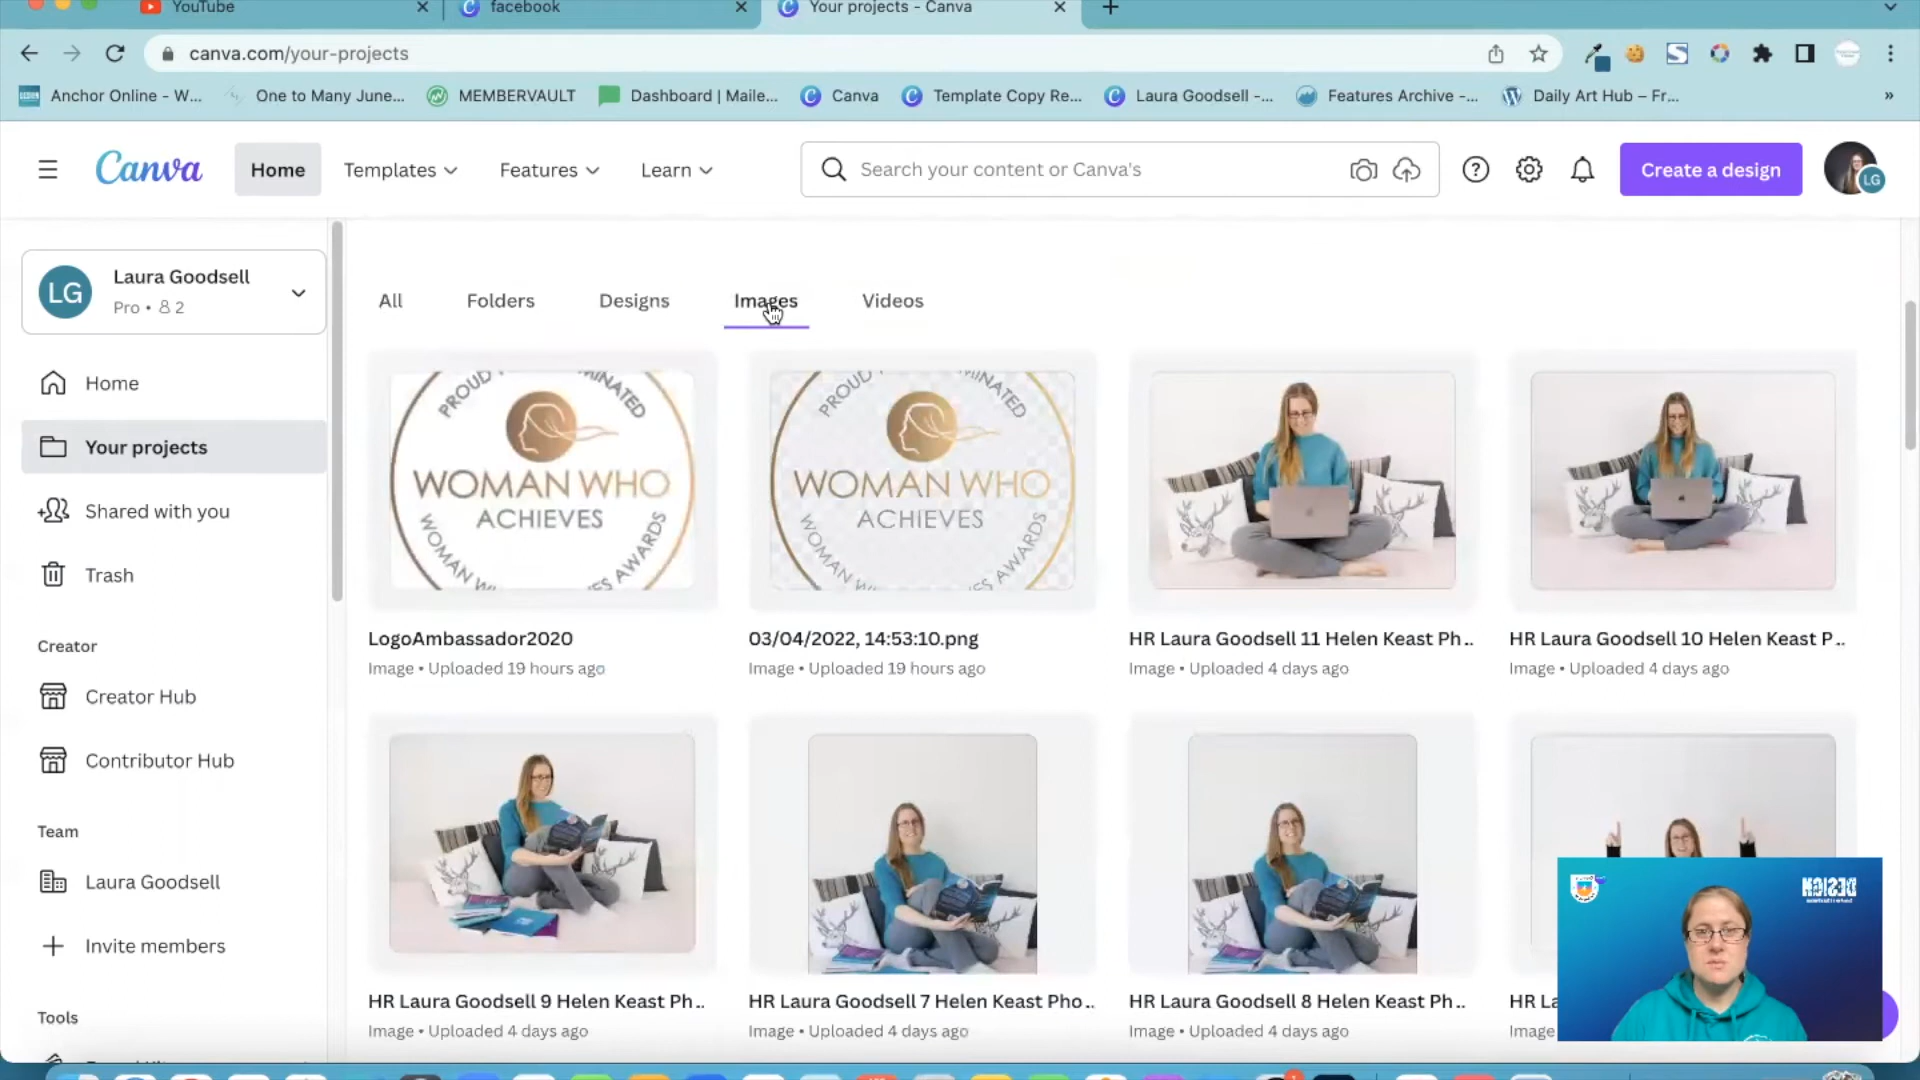 YouTube
facebook
Your projects - Canva
canva.com/your-projects
Anchor Online - W...
One to Many June...
MEMBERVAULT
Dashboard | Maile...
Canva
Template Copy Re...
Laura Goodsell -...
Features Archive -...
Daily Art Hub – Fr...
»
Canva
Home
Templates
Features
Learn
Search your content or Canva's
Create a design
LG
LG
Laura Goodsell
Pro • 2
All
Folders
Designs
Images
Videos
Home
Your projects
Shared with you
Trash
Creator
Creator Hub
Contributor Hub
Team
Laura Goodsell
Invite members
Tools
PROUD
WOMAN WHO
ACHIEVES
PROUD
WOMAN WHO
ACHIEVES
LogoAmbassador2020
Image • Uploaded 19 hours ago
03/04/2022, 14:53:10.png
Image • Uploaded 19 hours ago
HR Laura Goodsell 11 Helen Keast Ph...
Image • Uploaded 4 days ago
HR Laura Goodsell 10 Helen Keast P...
Image • Uploaded 4 days ago
HR Laura Goodsell 9 Helen Keast Ph...
Image • Uploaded 4 days ago
HR Laura Goodsell 7 Helen Keast Pho...
Image • Uploaded 4 days ago
HR Laura Goodsell 8 Helen Keast Ph...
Image • Uploaded 4 days ago
HR La
Image
DESIGN